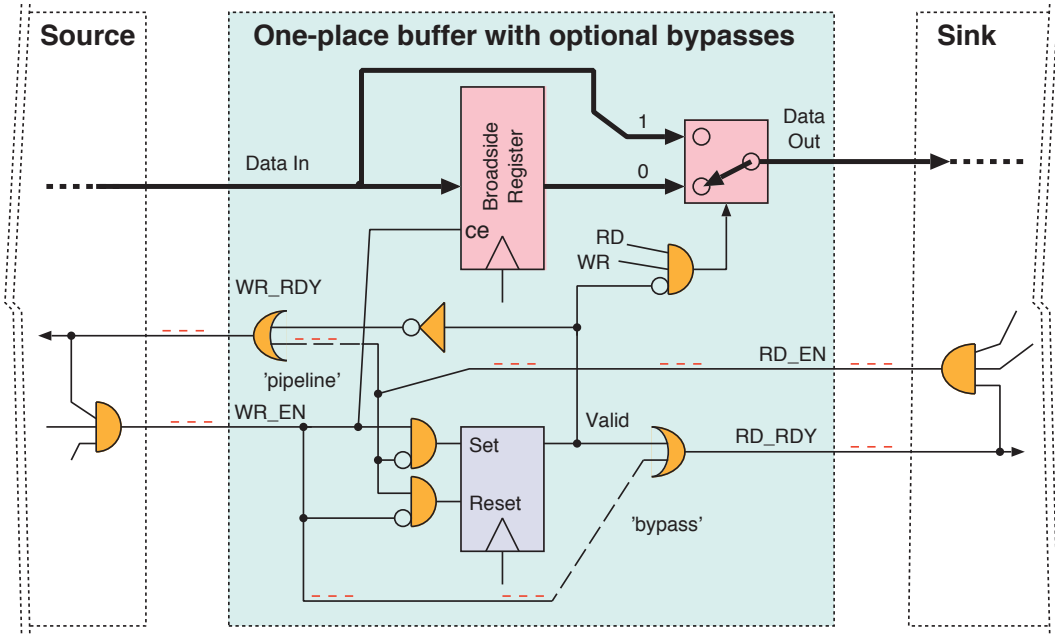 Source
One-place buffer with optional bypasses
Sink
Data In
Broadside
Register
ce
1
0
Data
Out
RD
WR
WR_RDY
'pipeline'
RD_EN
WR_EN
Set
Valid
RD_RDY
Reset
'bypass'